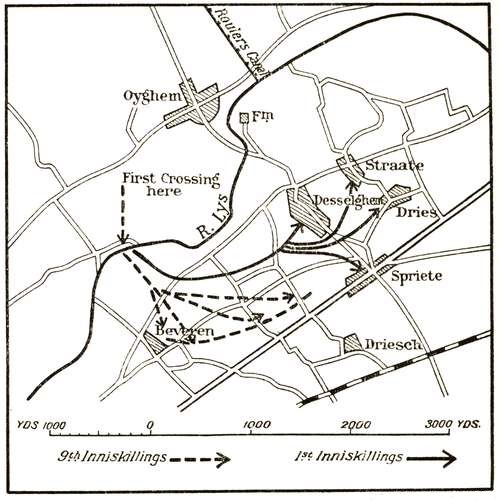 Roulers Canal
Oyghem
Fm
First Crossing
here
Straate
Desselghem
Dries
R. Lys
Spriete
Beveren
Driesch
YDS 1000 0 1000 2000 3000 YDS.
9th Inniskillings 1st Inniskillings